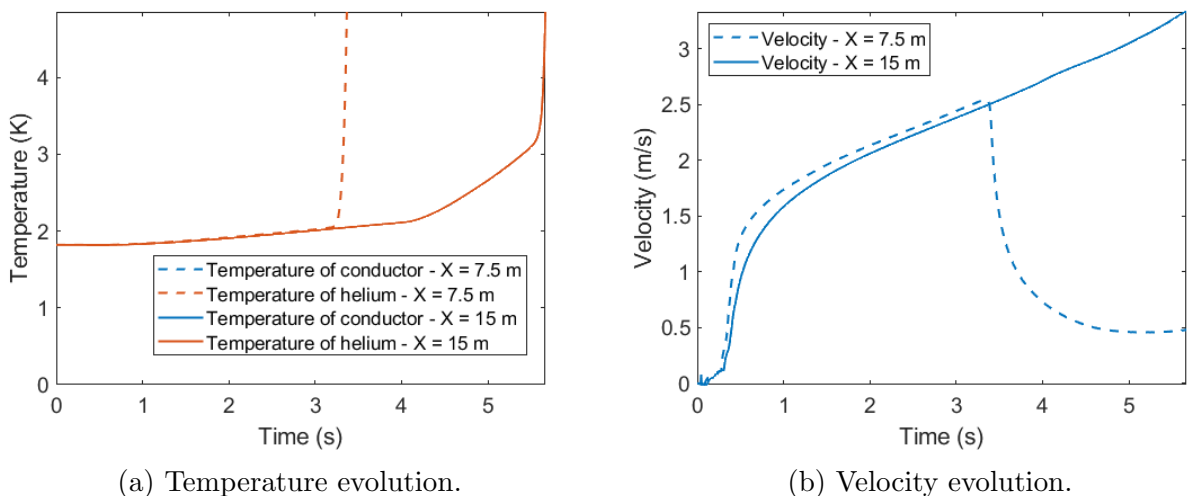 4
3
2
1
0
Temperature (K)
Temperature of conductor - X = 7.5 m
Temperature of helium - X = 7.5 m
Temperature of conductor - X = 15 m
Temperature of helium - X = 15 m
0 1 2 3 4 5
Time (s)
(a) Temperature evolution.
3
2.5
2
1.5
1
0.5
0
Velocity (m/s)
Velocity - X = 7.5 m
Velocity - X = 15 m
0 1 2 3 4 5
Time (s)
(b) Velocity evolution.